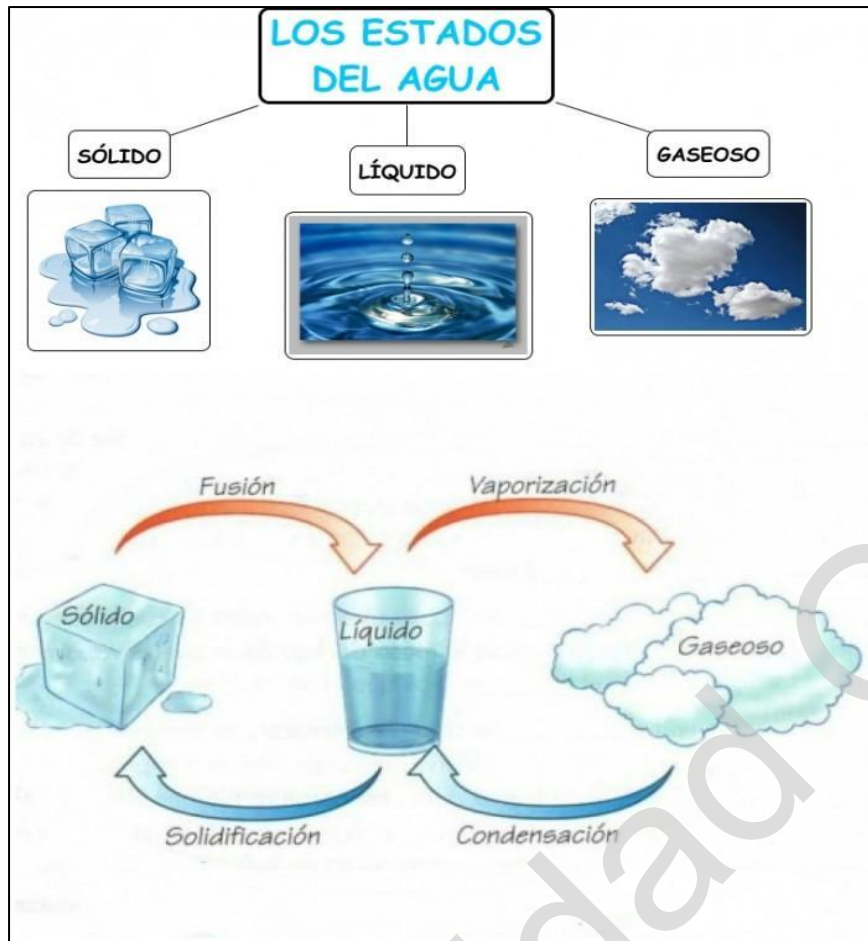 LOS ESTADOS
DEL AGUA
SÓLIDO
LÍQUIDO
GASEOSO
Fusión
Vaporización
Sólido
Líquido
Gaseoso
Solidificación
Condensación